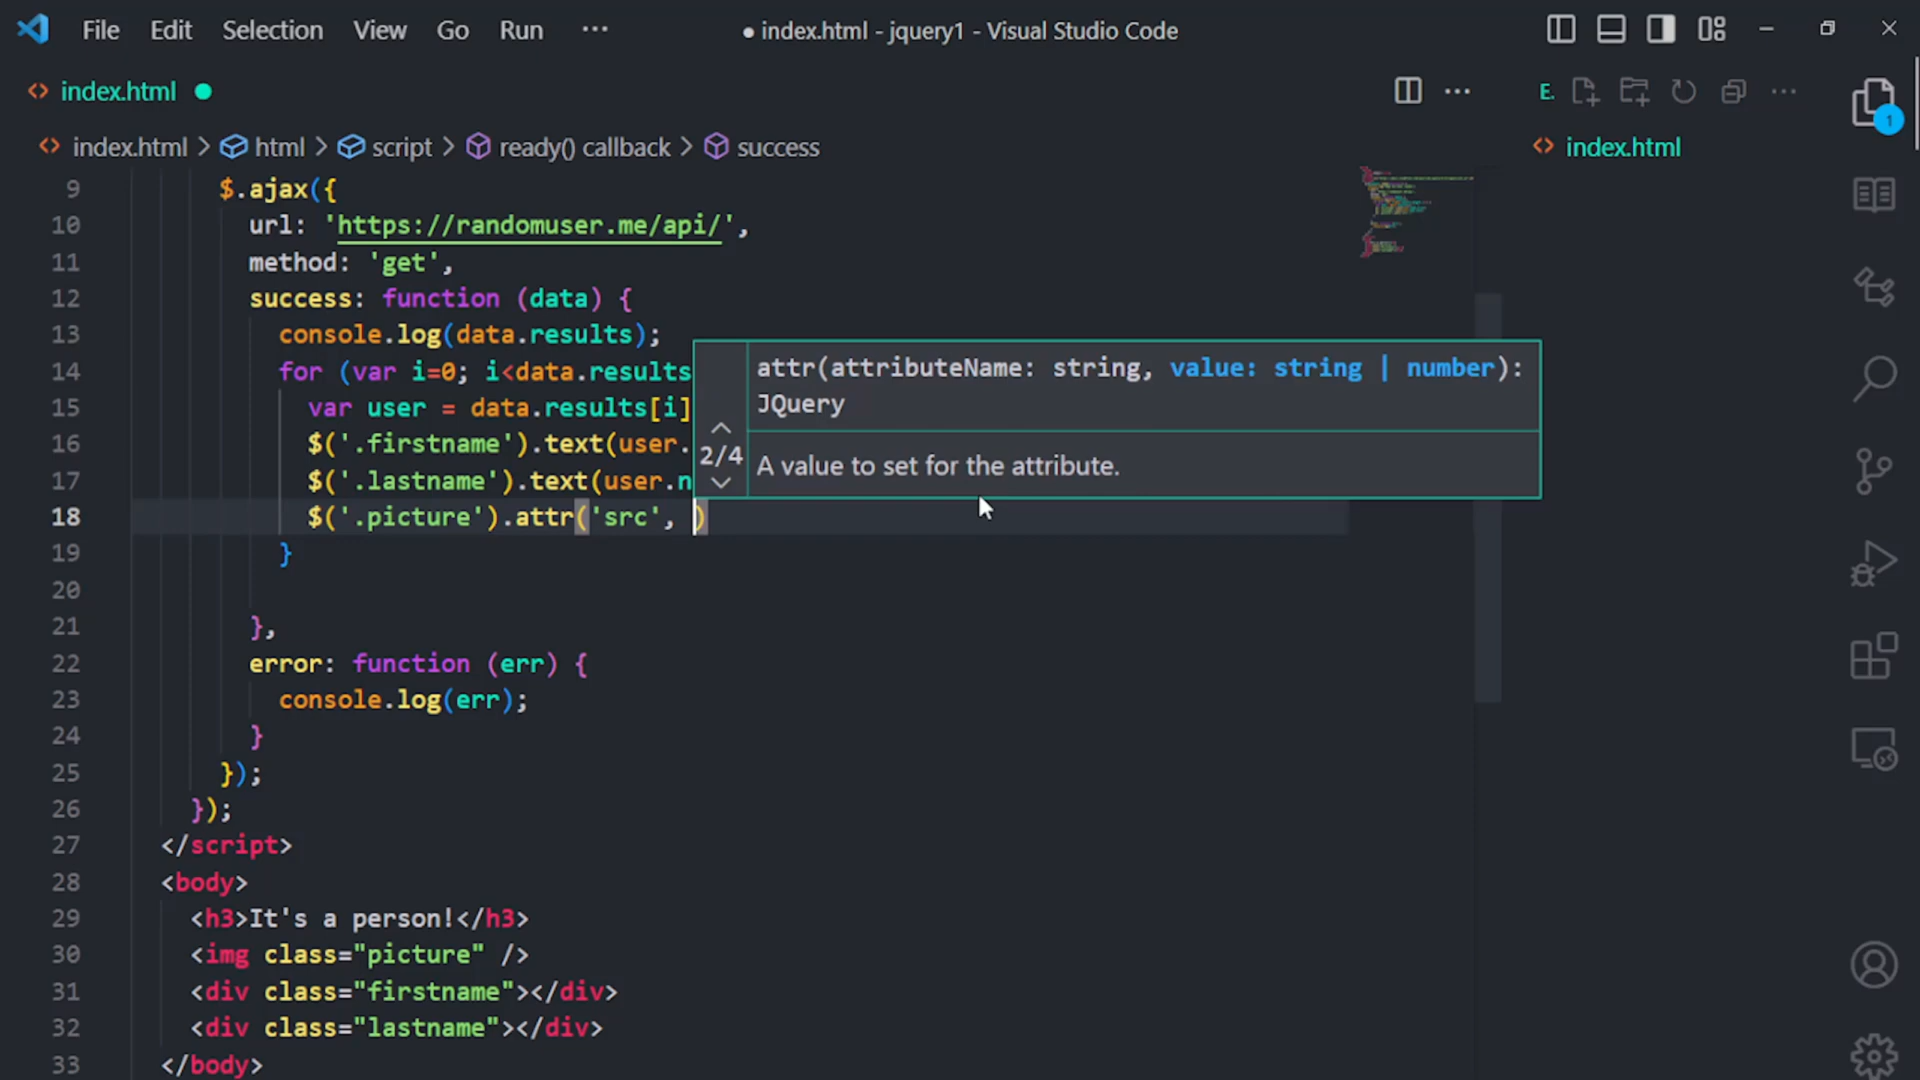 File Edit Selection View Go Run ···
● index.html - jquery1 - Visual Studio Code
index.html
E.
index.html > html > script > ready() callback > success
index.html
1
9 $.ajax({
10 url: 'https://randomuser.me/api/',
11 method: 'get',
12 success: function (data) {
13 console.log(data.results);
14 for (var i=0; i<data.results
15 var user = data.results[i]
16 $('.firstname').text(user.
17 $('.lastname').text(user.n
18 $('.picture').attr('src', )
attr(attributeName: string, value: string | number):
JQuery
2/4
A value to set for the attribute.
19 }
20
21 },
22 error: function (err) {
23 console.log(err);
24 }
25 });
26 });
27 </script>
28 <body>
29 <h3>It's a person!</h3>
30 <img class="picture" />
31 <div class="firstname"></div>
32 <div class="lastname"></div>
33 </body>